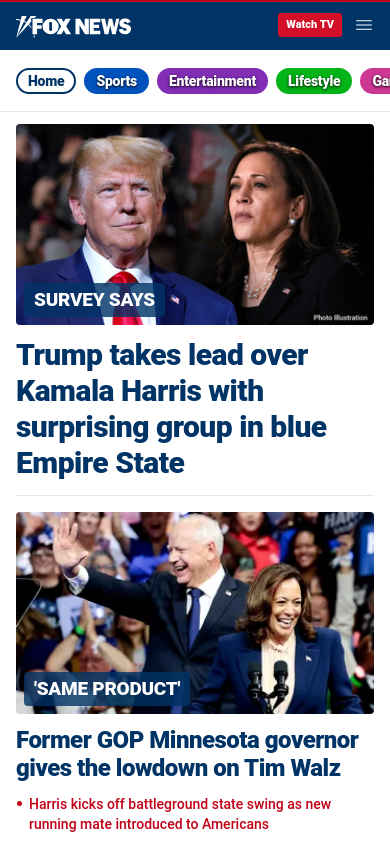 FOX NEWS
Watch TV
Home Sports Entertainment Lifestyle Ga
SURVEY SAYS
Photo Illustration
Trump takes lead over
Kamala Harris with
surprising group in blue
Empire State
HAR
'SAME PRODUCT'
Former GOP Minnesota governor
gives the lowdown on Tim Walz
Harris kicks off battleground state swing as new
running mate introduced to Americans